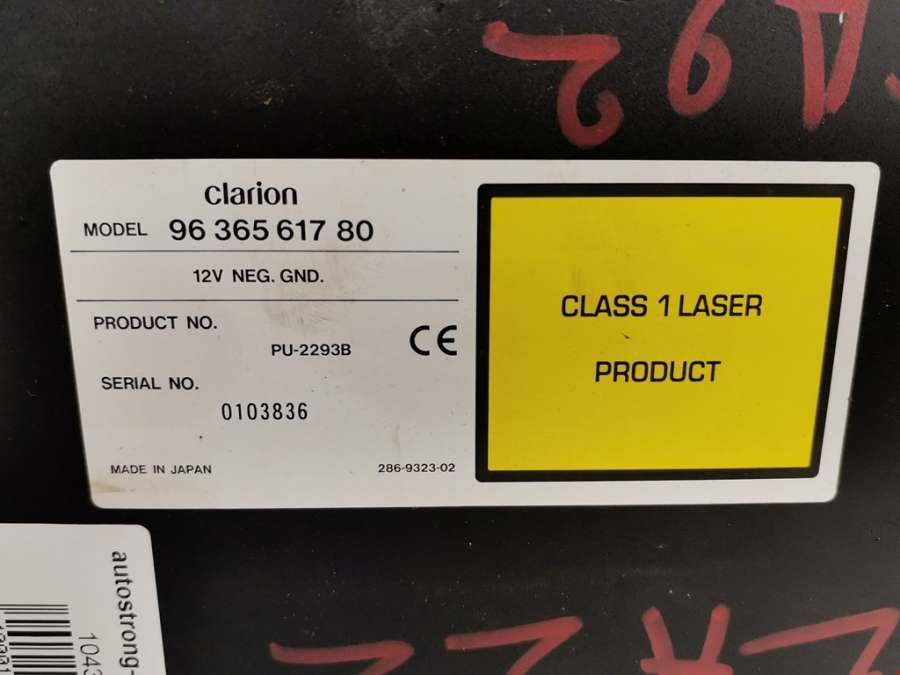 clarion
MODEL 96 365 617 80
12V NEG. GND.
PRODUCT NO.
PU-2293B
CE
SERIAL NO.
0103836
MADE IN JAPAN
286-9323-02
CLASS 1 LASER
PRODUCT
autostrong-
1043